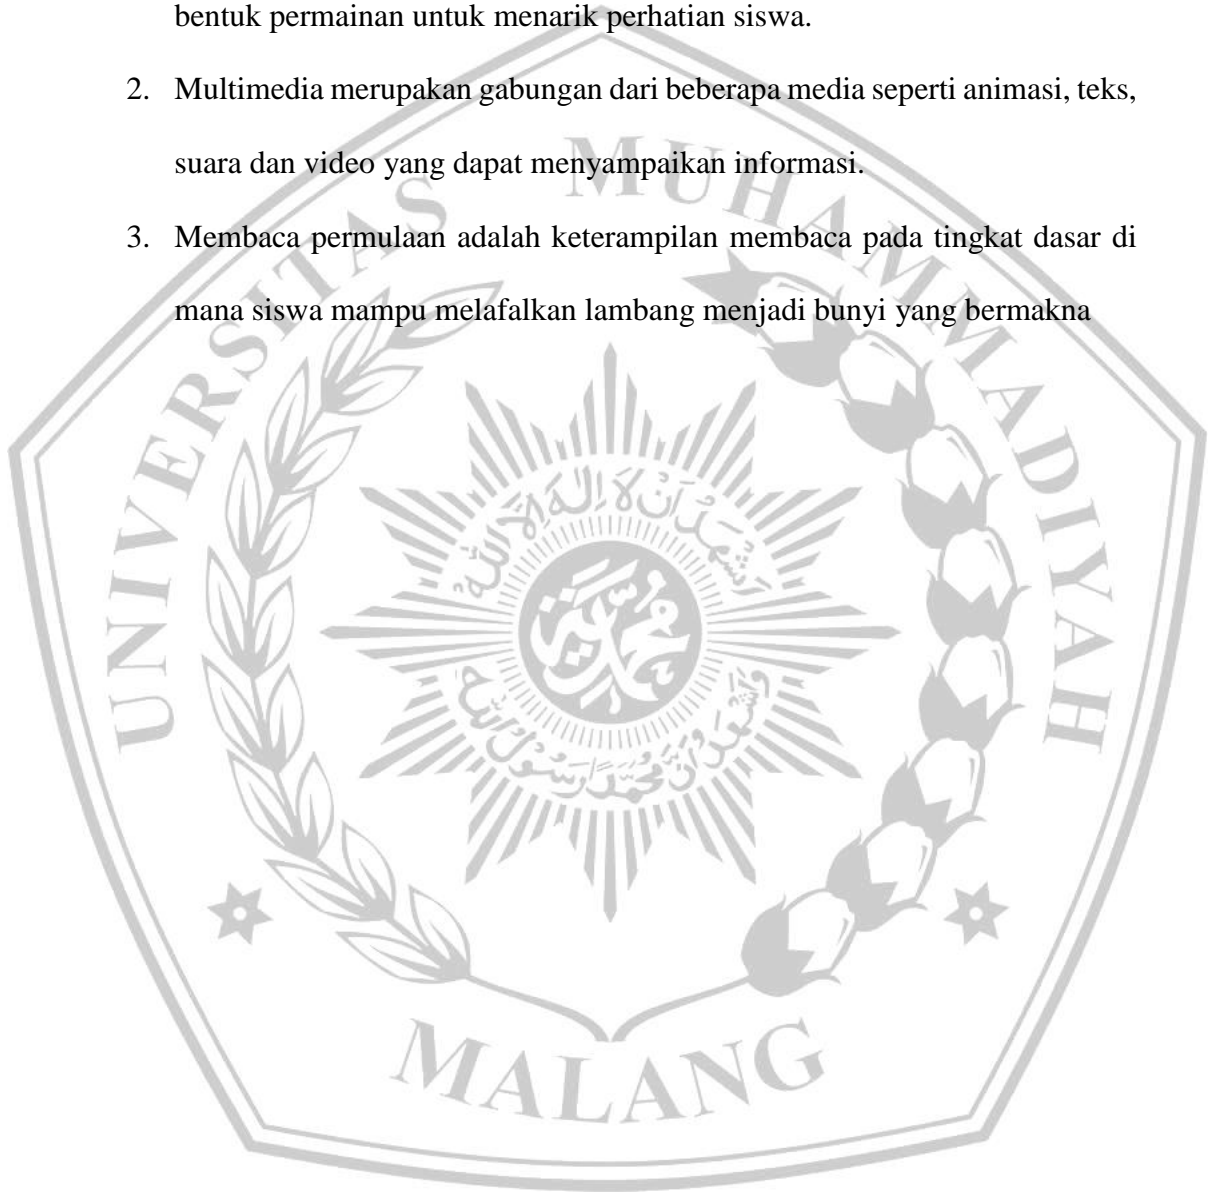 bentuk permainan untuk menarik perhatian siswa.
2. Multimedia merupakan gabungan dari beberapa media seperti animasi, teks,
suara dan video yang dapat menyampaikan informasi.
3. Membaca permulaan adalah keterampilan membaca pada tingkat dasar di
mana siswa mampu melafalkan lambang menjadi bunyi yang bermakna
UNIVERSITAS MUHAMMADIYAH
MALANG